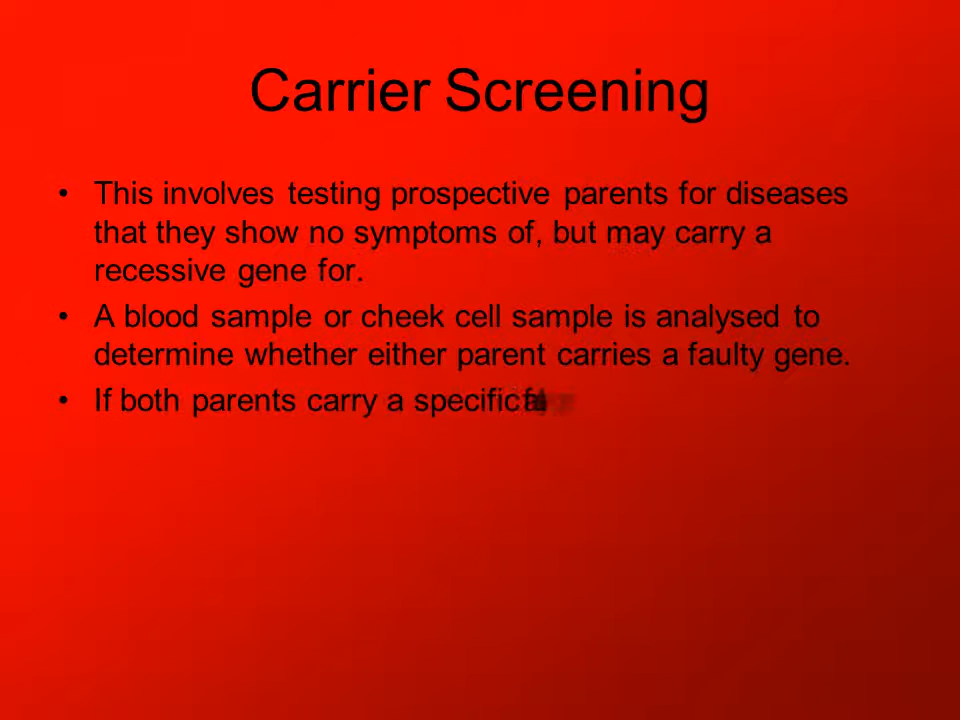 Carrier Screening
• This involves testing prospective parents for diseases
that they show no symptoms of, but may carry a
recessive gene for.
• A blood sample or cheek cell sample is analysed to
determine whether either parent carries a faulty gene.
• If both parents carry a specific